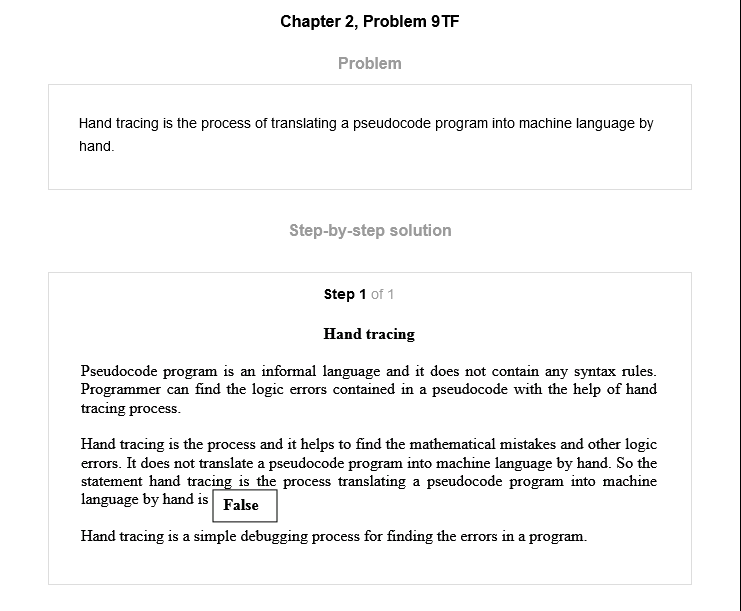 Chapter 2, Problem 9TF
Problem
Hand tracing is the process of translating a pseudocode program into machine language by
hand.
Step-by-step solution
Step 1 of 1
Hand tracing
Pseudocode program is an informal language and it does not contain any syntax rules.
Programmer can find the logic errors contained in a pseudocode with the help of hand
tracing process.
Hand tracing is the process and it helps to find the mathematical mistakes and other logic
errors. It does not translate a pseudocode program into machine language by hand. So the
statement hand tracing is the process translating a pseudocode program into machine
language by hand is False
Hand tracing is a simple debugging process for finding the errors in a program.